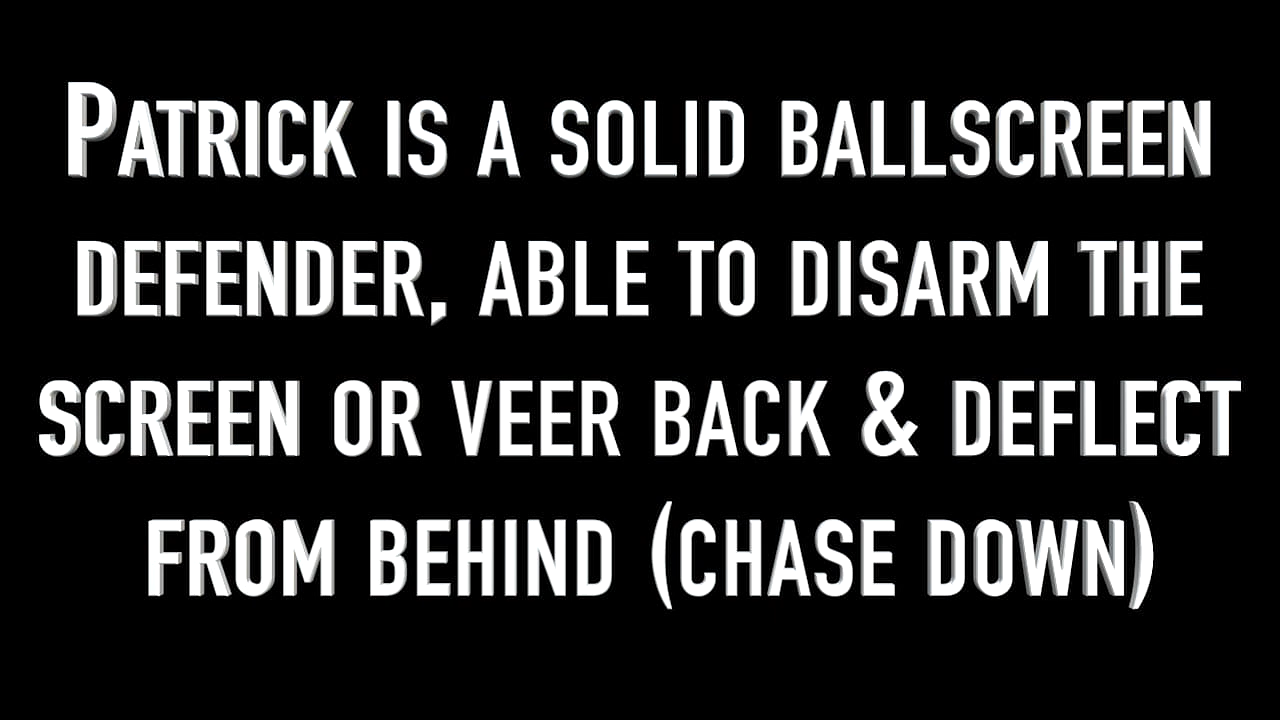 Patrick is a solid ballscreen
defender, able to disarm the
screen or veer back & deflect
from behind (chase down)